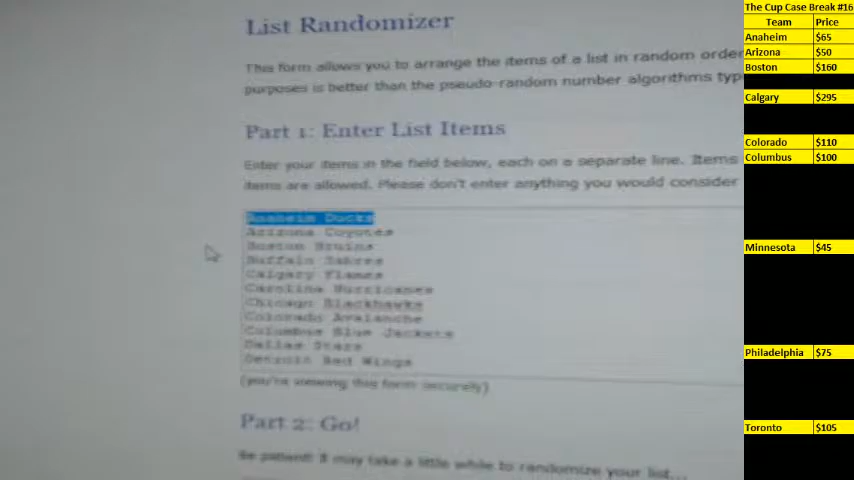 List Randomizer
This form allows you to arrange the items of a list in random order
purposes is better than the pseudo-random number algorithms typ
Part 1: Enter List Items
Enter your items in the field below, each on a separate line. Items
items are allowed. Please don't enter anything you would consider
Anaheim Ducks
Arizona Coyotes
Boston Bruins
Buffalo Sabres
Calgary Flames
Carolina Hurricanes
Chicago Blackhawks
Colorado Avalanche
Columbus Blue Jackets
Dallas Stars
Detroit Red Wings
(you're viewing this form securely)
Part 2: Go!
Be patient! It may take a little while to randomize your list...
The Cup Case Break #16
Team Price
Anaheim $65
Arizona $50
Boston $160
Calgary $295
Colorado $110
Columbus $100
Minnesota $45
Philadelphia $75
Toronto $105